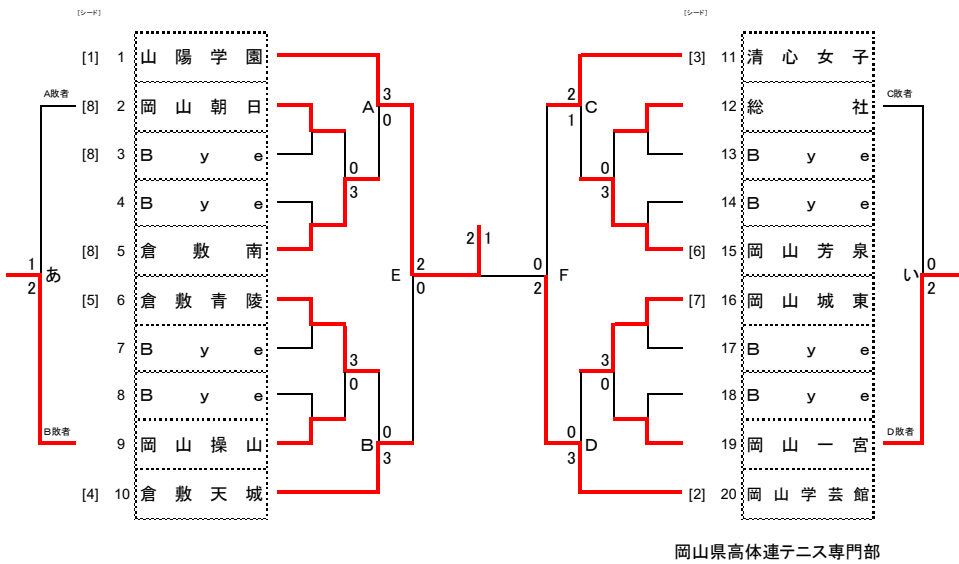 [シード] [シード]
[1] 1 山陽学園 [3] 11 清心女子
A敗者 [8] 2 岡山朝日 A 3 2 C 12 総社 C敗者
0 1
[8] 3 Bye 13 Bye
0 0
4 Bye 3 3 14 Bye
[8] 5 倉敷南 2 1 [6] 15 岡山芳泉
1 あ E 2 0 F い 0
2 0 2 2
[5] 6 倉敷青陵 [7] 16 岡山城東
7 Bye 3 3 17 Bye
0 0
8 Bye 18 Bye
B敗者 0 0 D敗者
9 岡山操山 B 3 3 D 19 岡山一宮
[4] 10 倉敷天城 [2] 20 岡山学芸館
岡山県高体連テニス専門部